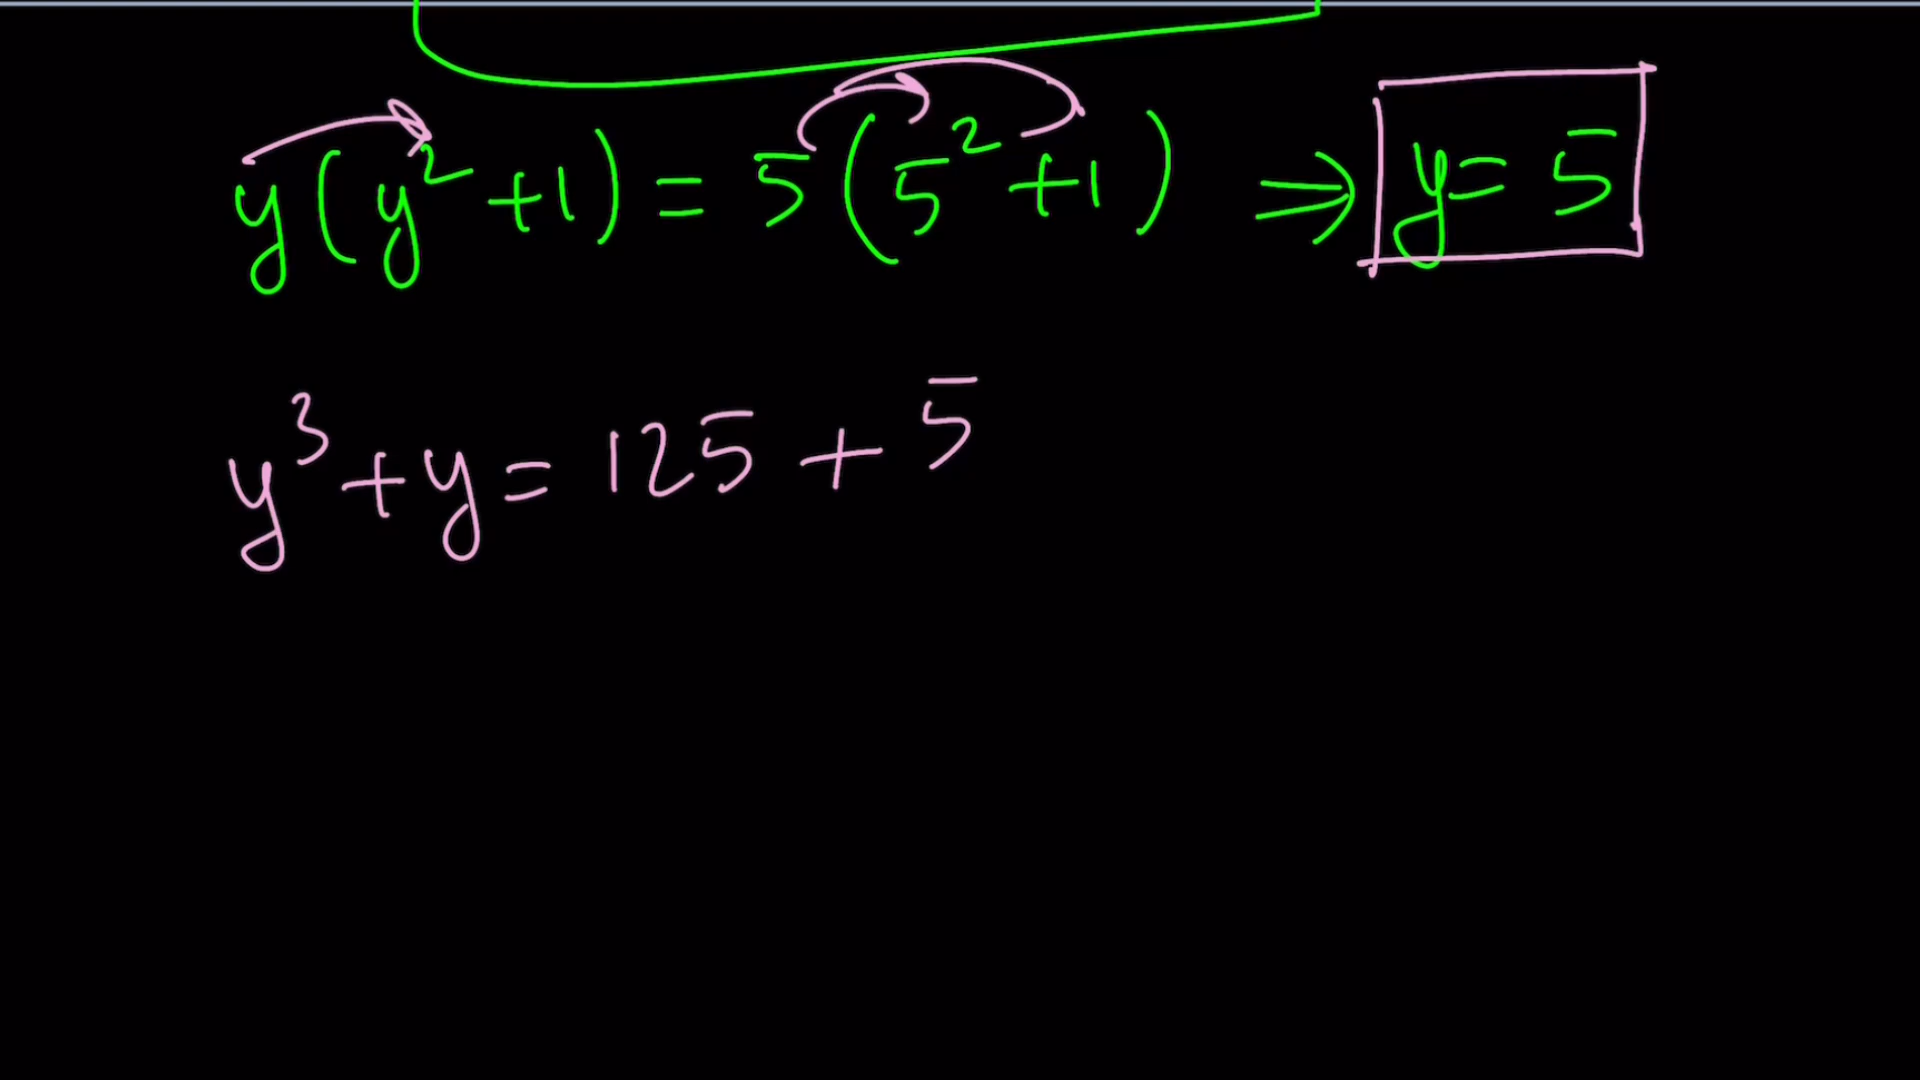 y(y²+1) = 5(5²+1) ⇒ y = 5
y³+y = 125 + 5